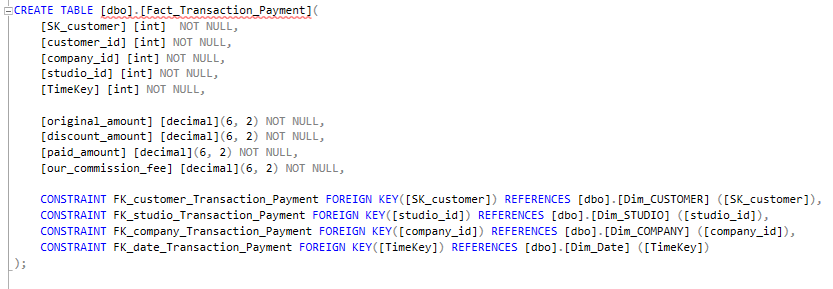 CREATE TABLE [dbo].[Fact_Transaction_Payment](
[SK_customer] [int]  NOT NULL,
[customer_id] [int] NOT NULL,
[company_id] [int] NOT NULL,
[studio_id] [int] NOT NULL,
[TimeKey] [int] NOT NULL,
[original_amount] [decimal](6, 2) NOT NULL,
[discount_amount] [decimal](6, 2) NOT NULL,
[paid_amount] [decimal](6, 2) NOT NULL,
[our_commission_fee] [decimal](6, 2) NOT NULL,
CONSTRAINT FK_customer_Transaction_Payment FOREIGN KEY([SK_customer]) REFERENCES [dbo].[Dim_CUSTOMER] ([SK_customer]),
CONSTRAINT FK_studio_Transaction_Payment FOREIGN KEY([studio_id]) REFERENCES [dbo].[Dim_STUDIO] ([studio_id]),
CONSTRAINT FK_company_Transaction_Payment FOREIGN KEY([company_id]) REFERENCES [dbo].[Dim_COMPANY] ([company_id]),
CONSTRAINT FK_date_Transaction_Payment FOREIGN KEY([TimeKey]) REFERENCES [dbo].[Dim_Date] ([TimeKey])
);